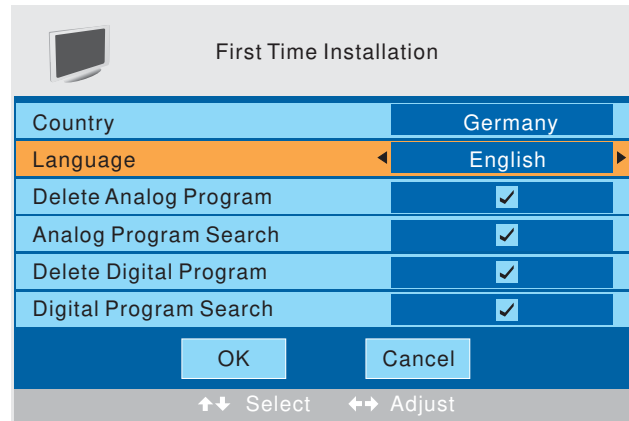 First Time Installation
Country Germany
Language English
Delete Analog Program
Analog Program Search
Delete Digital Program
Digital Program Search
OK Cancel
Select Adjust